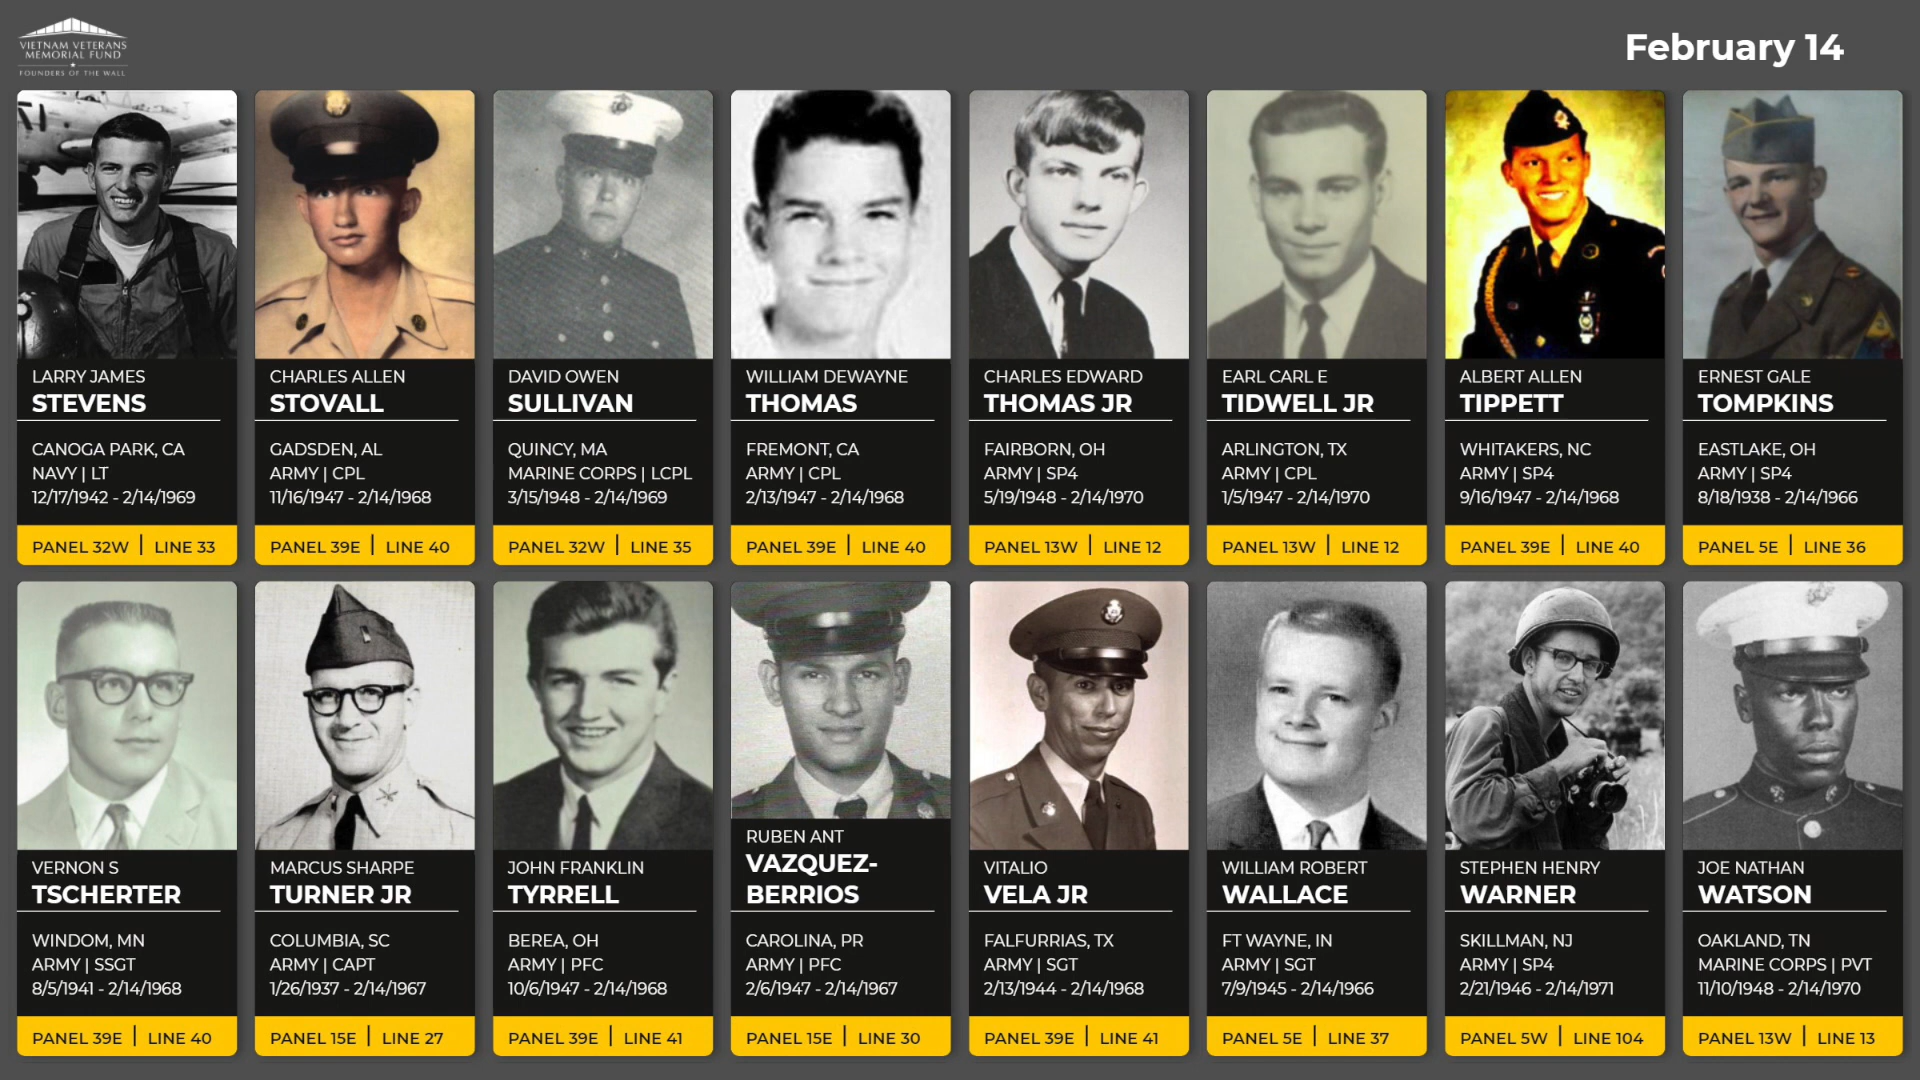 VIETNAM VETERANS
MEMORIAL FUND
FOUNDERS OF THE WALL
February 14
LARRY JAMES
STEVENS
CANOGA PARK, CA
NAVY | LT
12/17/1942 - 2/14/1969
PANEL 32W | LINE 33
CHARLES ALLEN
STOVALL
GADSDEN, AL
ARMY | CPL
11/16/1947 - 2/14/1968
PANEL 39E | LINE 40
DAVID OWEN
SULLIVAN
QUINCY, MA
MARINE CORPS | LCPL
3/15/1948 - 2/14/1969
PANEL 32W | LINE 35
WILLIAM DEWAYNE
THOMAS
FREMONT, CA
ARMY | CPL
2/13/1947 - 2/14/1968
PANEL 39E | LINE 40
CHARLES EDWARD
THOMAS JR
FAIRBORN, OH
ARMY | SP4
5/19/1948 - 2/14/1970
PANEL 13W | LINE 12
EARL CARL E
TIDWELL JR
ARLINGTON, TX
ARMY | CPL
1/5/1947 - 2/14/1970
PANEL 13W | LINE 12
ALBERT ALLEN
TIPPETT
WHITAKERS, NC
ARMY | SP4
9/16/1947 - 2/14/1968
PANEL 39E | LINE 40
ERNEST GALE
TOMPKINS
EASTLAKE, OH
ARMY | SP4
8/18/1938 - 2/14/1966
PANEL 5E | LINE 36
VERNON S
TSCHERTER
WINDOM, MN
ARMY | SSGT
8/5/1941 - 2/14/1968
PANEL 39E | LINE 40
MARCUS SHARPE
TURNER JR
COLUMBIA, SC
ARMY | CAPT
1/26/1937 - 2/14/1967
PANEL 15E | LINE 27
JOHN FRANKLIN
TYRRELL
BEREA, OH
ARMY | PFC
10/6/1947 - 2/14/1968
PANEL 39E | LINE 41
RUBEN ANT
VAZQUEZ-
BERRIOS
CAROLINA, PR
ARMY | PFC
2/6/1947 - 2/14/1967
PANEL 15E | LINE 30
VITALIO
VELA JR
FALFURRIAS, TX
ARMY | SGT
2/13/1944 - 2/14/1968
PANEL 39E | LINE 41
WILLIAM ROBERT
WALLACE
FT WAYNE, IN
ARMY | SGT
7/9/1945 - 2/14/1966
PANEL 5E | LINE 37
STEPHEN HENRY
WARNER
SKILLMAN, NJ
ARMY | SP4
2/21/1946 - 2/14/1971
PANEL 5W | LINE 104
JOE NATHAN
WATSON
OAKLAND, TN
MARINE CORPS | PVT
11/10/1948 - 2/14/1970
PANEL 13W | LINE 13